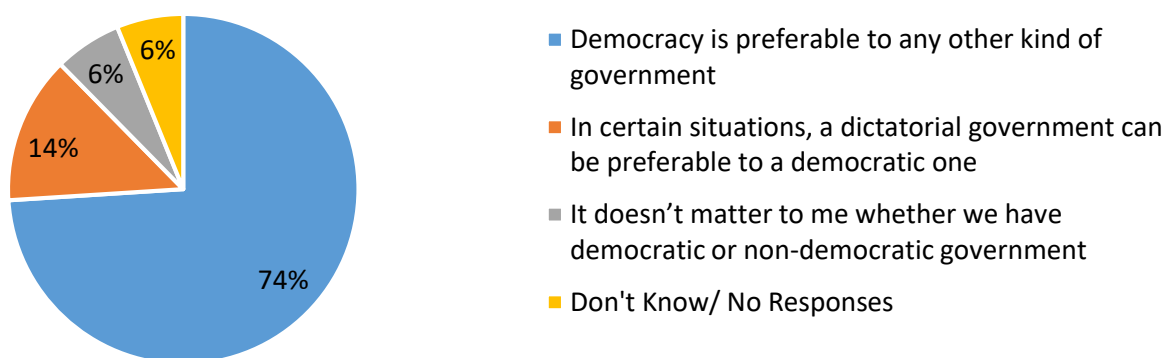 6%
6%
14%
74%
Democracy is preferable to any other kind of
government
In certain situations, a dictatorial government can
be preferable to a democratic one
It doesn’t matter to me whether we have
democratic or non-democratic government
Don't Know/ No Responses